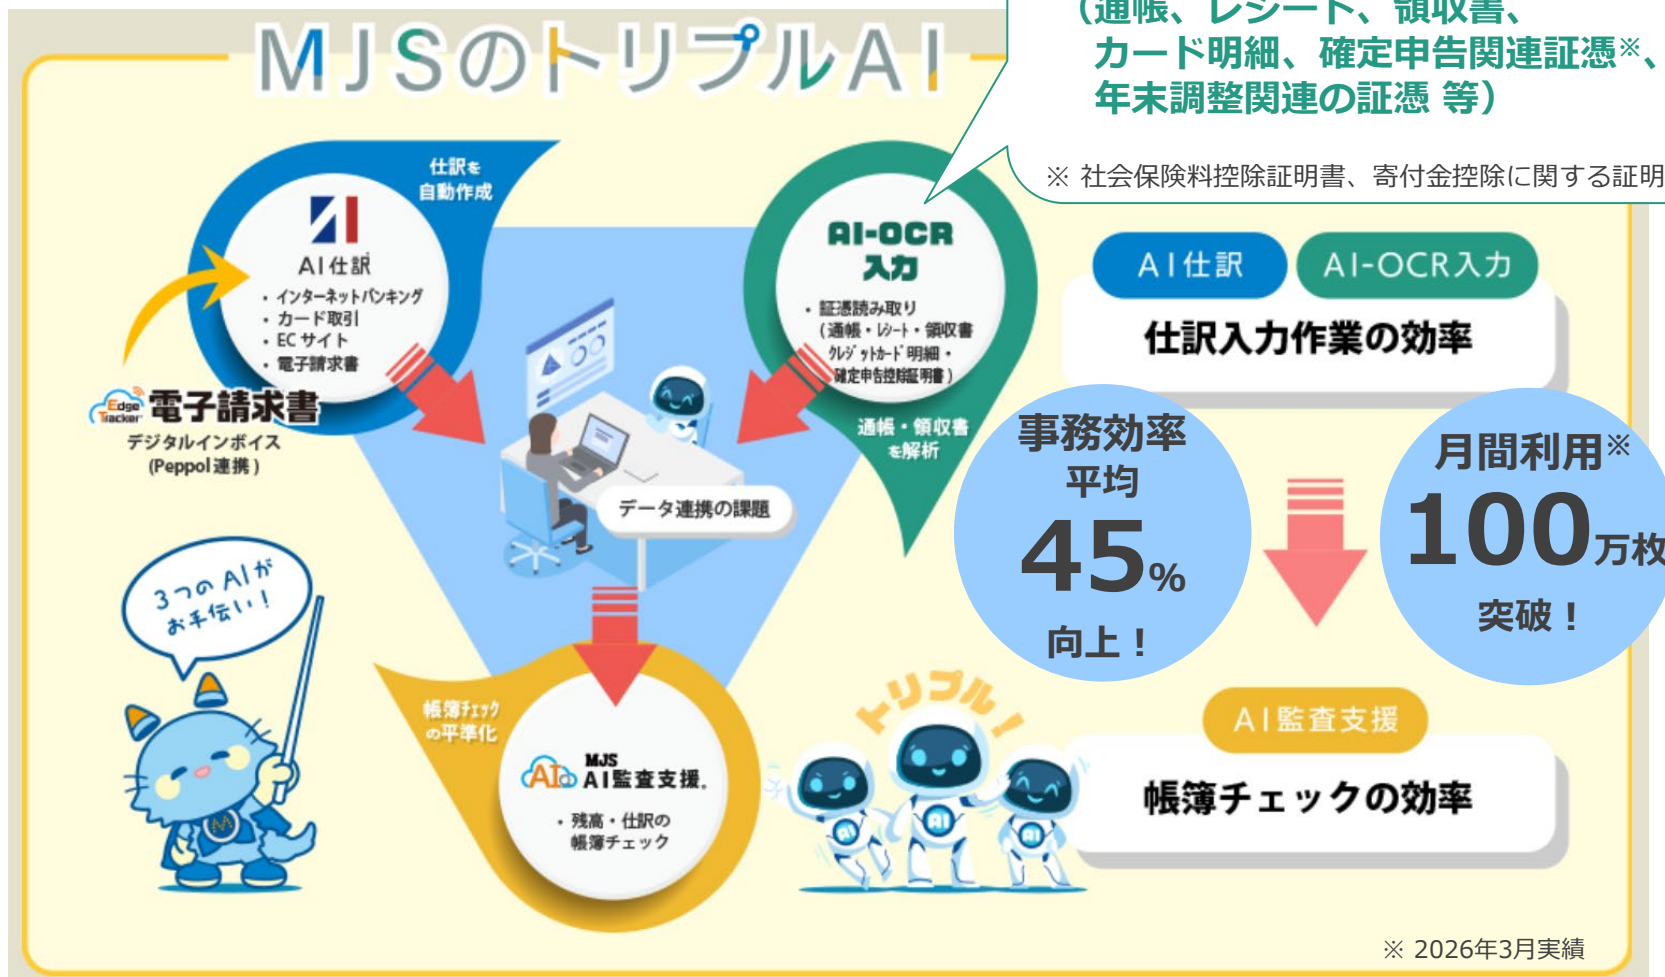 MJSのトリプルAI
（通帳、レシート、領収書、
カード明細、確定申告関連証憑※、
年末調整関連の証憑 等）
※ 社会保険料控除証明書、寄付金控除に関する証明
仕訳を
自動作成
AI仕訳
・インターネットバンキング
・カード取引
・ECサイト
・電子請求書
Edge
Tracker
電子請求書
デジタルインボイス
(Peppol連携)
AI-OCR
入力
・証憑読み取り
(通帳・レシート・領収書
クレジットカード明細・
確定申告控除証明書)
通帳・領収書
を解析
データ連携の課題
3つのAIが
お手伝い！
帳簿チェック
の平準化
AI
MJS
AI監査支援.
・残高・仕訳の
帳簿チェック
AI仕訳
AI-OCR入力
仕訳入力作業の効率
事務効率
平均
45%
向上！
月間利用※
100万枚
突破！
トリプル！
AI
AI
AI
M
AI監査支援
帳簿チェックの効率
※ 2026年3月実績